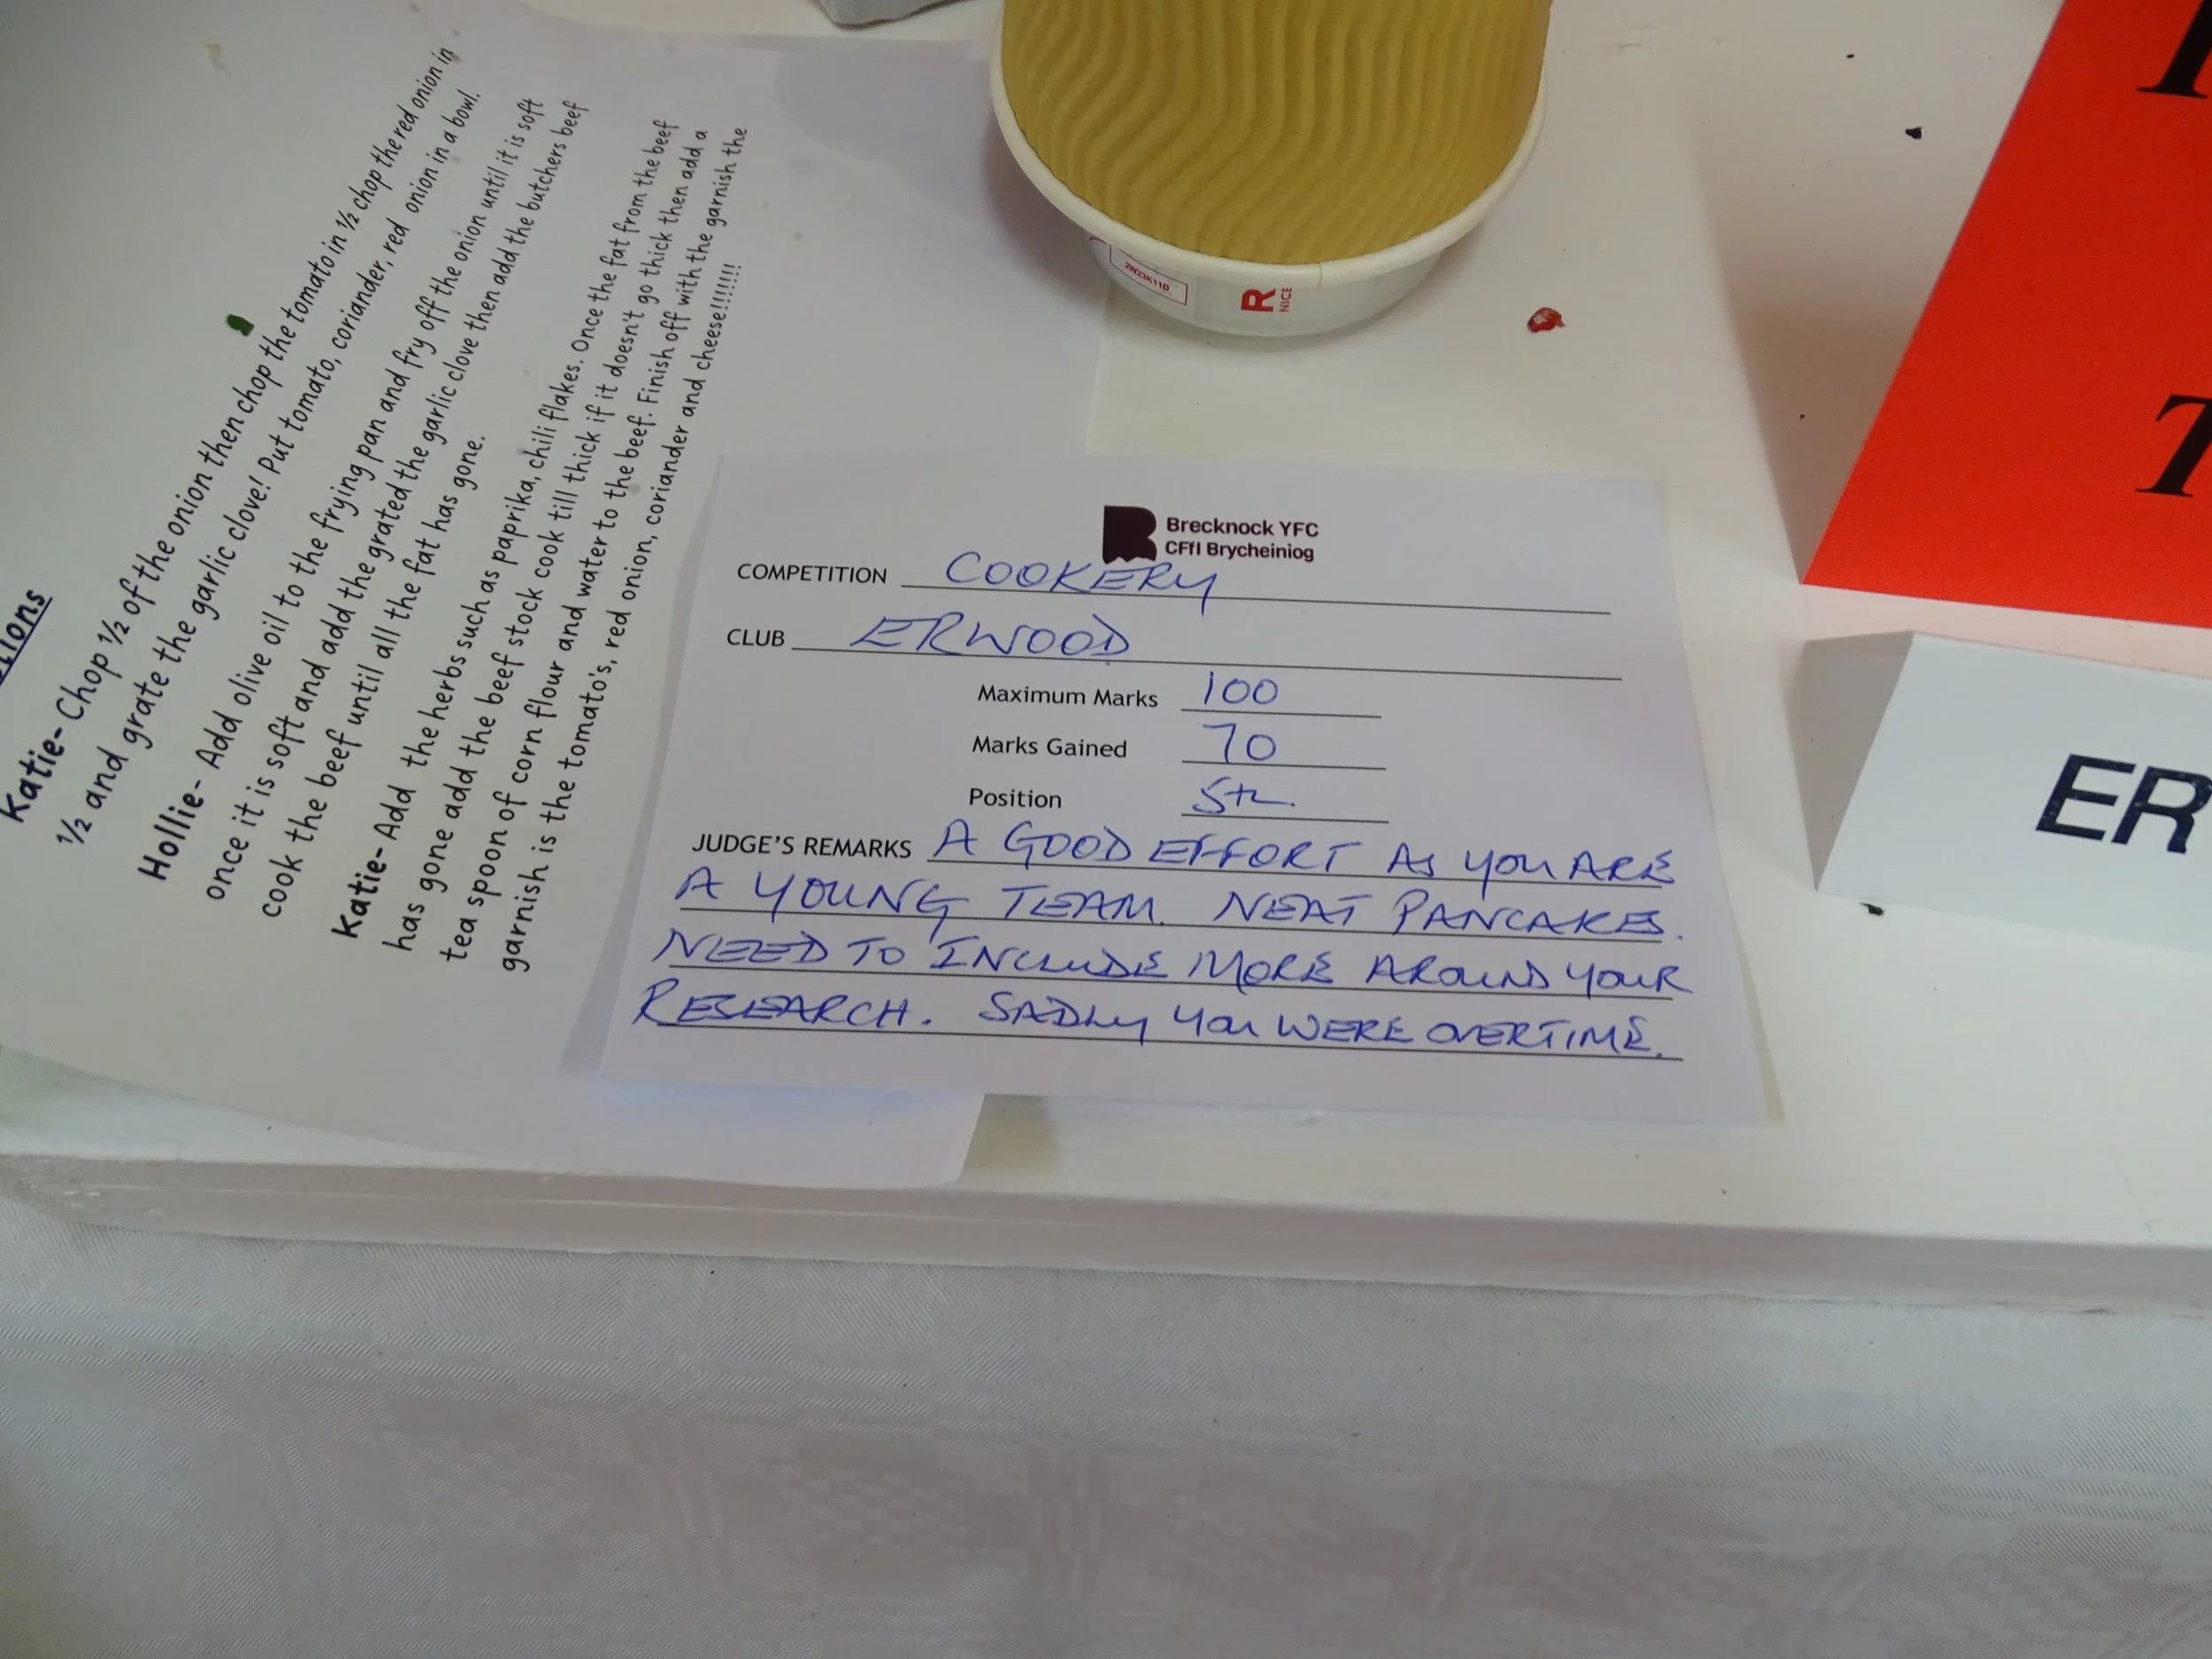 tions
Katie- Chop ½ of the onion then chop the tomato in ½ chop the red onion in
½ and grate the garlic clove! Put tomato, coriander, red onion in a bowl.
Hollie- Add olive oil to the frying pan and fry off the onion until it is soft
once it is soft and add the grated the garlic clove then add the butchers beef
cook the beef until all the fat has gone.
Katie- Add the herbs such as paprika, chili flakes. Once the fat from the beef
has gone add the beef stock cook till thick if it doesn't go thick then add a
tea spoon of corn flour and water to the beef. Finish off with the garnish the
garnish is the tomato's, red onion, coriander and cheese!!!!!!!!
2W23K11D
R
NICE
Brecknock YFC
CFfI Brycheiniog
COMPETITION COOKERY
CLUB ERWOOD
Maximum Marks 100
Marks Gained 70
Position 5th
JUDGE'S REMARKS A GOOD EFFORT AS YOU ARE
A YOUNG TEAM. NEAT PANCAKES.
NEED TO INCLUDE MORE AROUND YOUR
RESEARCH. SADLY YOU WERE OVERTIME.
T
ER